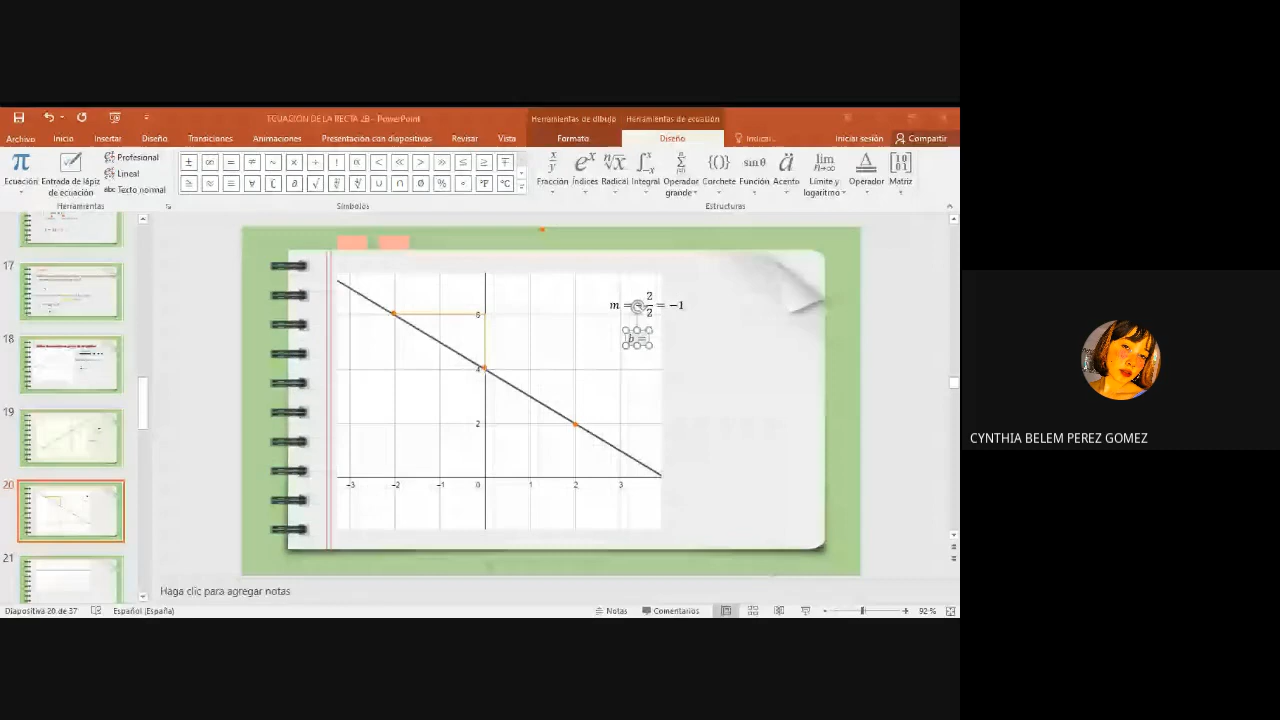 ECUACIÓN DE LA RECTA 2B - PowerPoint
Herramientas de dibujo Herramientas de ecuación
Archivo Inicio Insertar Diseño Transiciones Animaciones Presentación con diapositivas Revisar Vista Formato Diseño Indicar... Iniciar sesión Compartir
π Profesional
Lineal
abc Texto normal
Ecuación Entrada de lápiz de ecuación
± ∞ = ≠ ~ × ÷ ! ∝ < ≪ > ≫ ≤ ≥ ∓
≅ ≈ ≡ ∀ ∁ ∂ √ ∛ ∜ ∪ ∩ ∅ % ° °F °C
Fracción Índices Radical Integral Operador grande Corchete Función Acento Límite y logaritmo Operador Matriz
Herramientas Símbolos Estructuras
17
18
19
20
21
m = -2/2 = -1
b =
6
4
2
-3 -2 -1 0 1 2 3
Haga clic para agregar notas
Diapositiva 20 de 37 Español (España) Notas Comentarios 92 %
CYNTHIA BELEM PEREZ GOMEZ